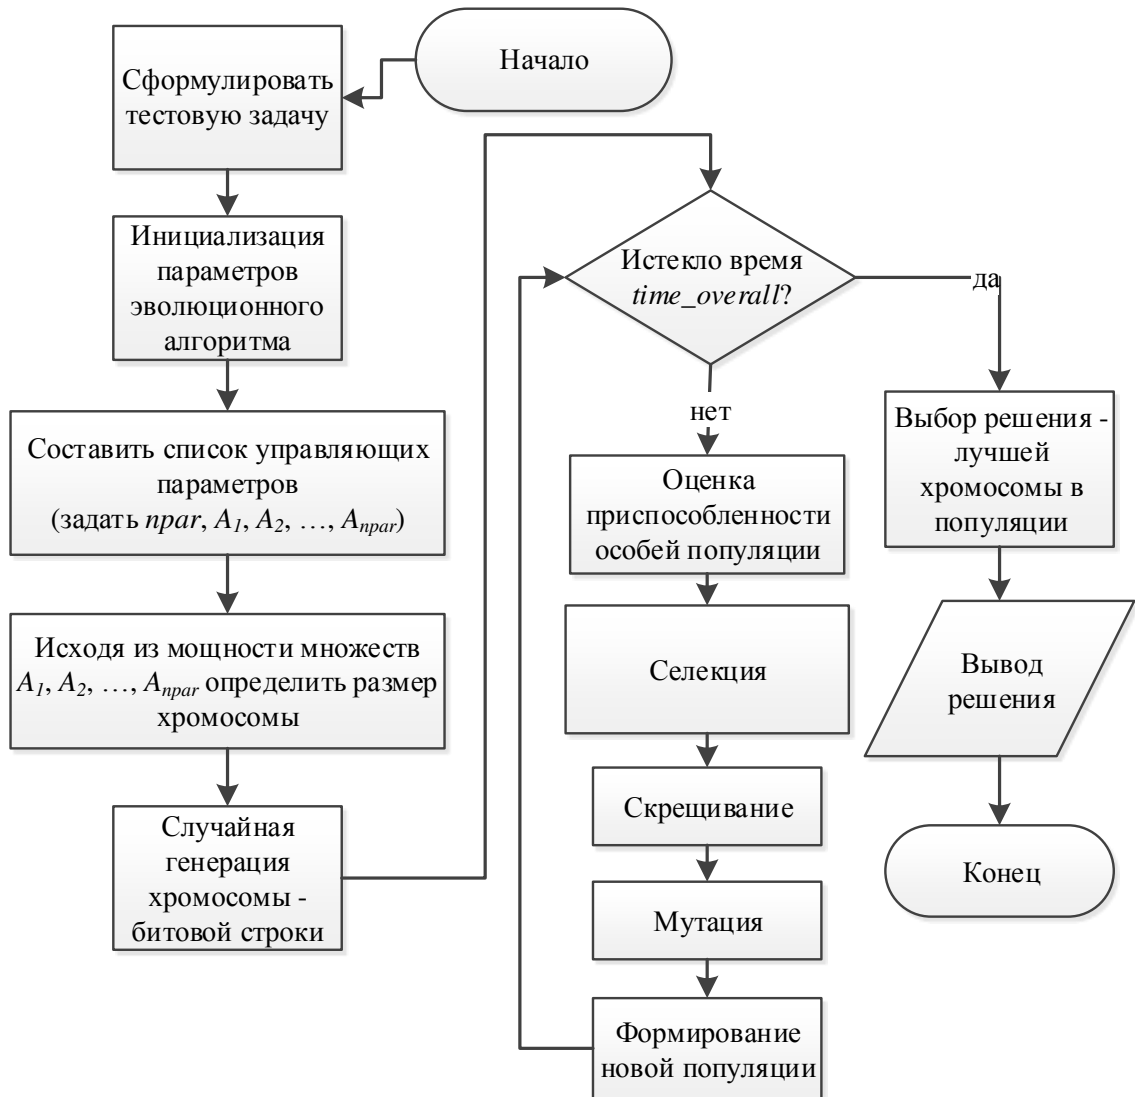 Начало
Сформулировать
тестовую задачу
Инициализация
параметров
эволюционного
алгоритма
Составить список управляющих
параметров
(задать npar, A1, A2, …, Anpar)
Исходя из мощности множеств
A1, A2, …, Anpar определить размер
хромосомы
Случайная
генерация
хромосомы -
битовой строки
Истекло время
time_overall?
да
нет
Оценка
приспособленности
особей популяции
Селекция
Скрещивание
Мутация
Формирование
новой популяции
Выбор решения -
лучшей
хромосомы в
популяции
Вывод
решения
Конец